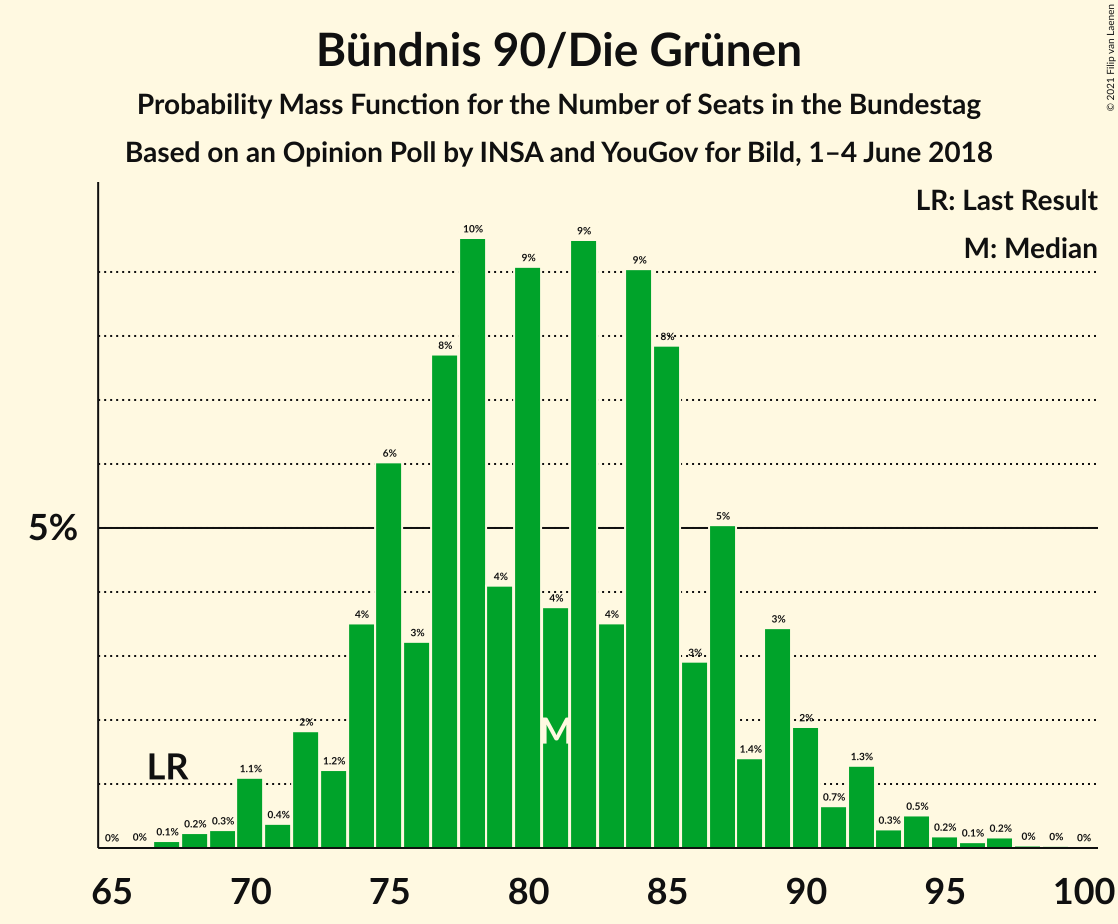 Bündnis 90/Die Grünen
Probability Mass Function for the Number of Seats in the Bundestag
Based on an Opinion Poll by INSA and YouGov for Bild, 1–4 June 2018
© 2021 Filip van Laenen
LR: Last Result
M: Median
5%
0% 0% 0.1% 0.2% 0.3% 1.1% 0.4% 2% 1.2% 4% 6% 3% 8% 10% 4% 9% 4% 9% 4% 9% 8% 3% 5% 1.4% 3% 2% 0.7% 1.3% 0.3% 0.5% 0.2% 0.1% 0.2% 0% 0% 0%
LR
M
65 70 75 80 85 90 95 100